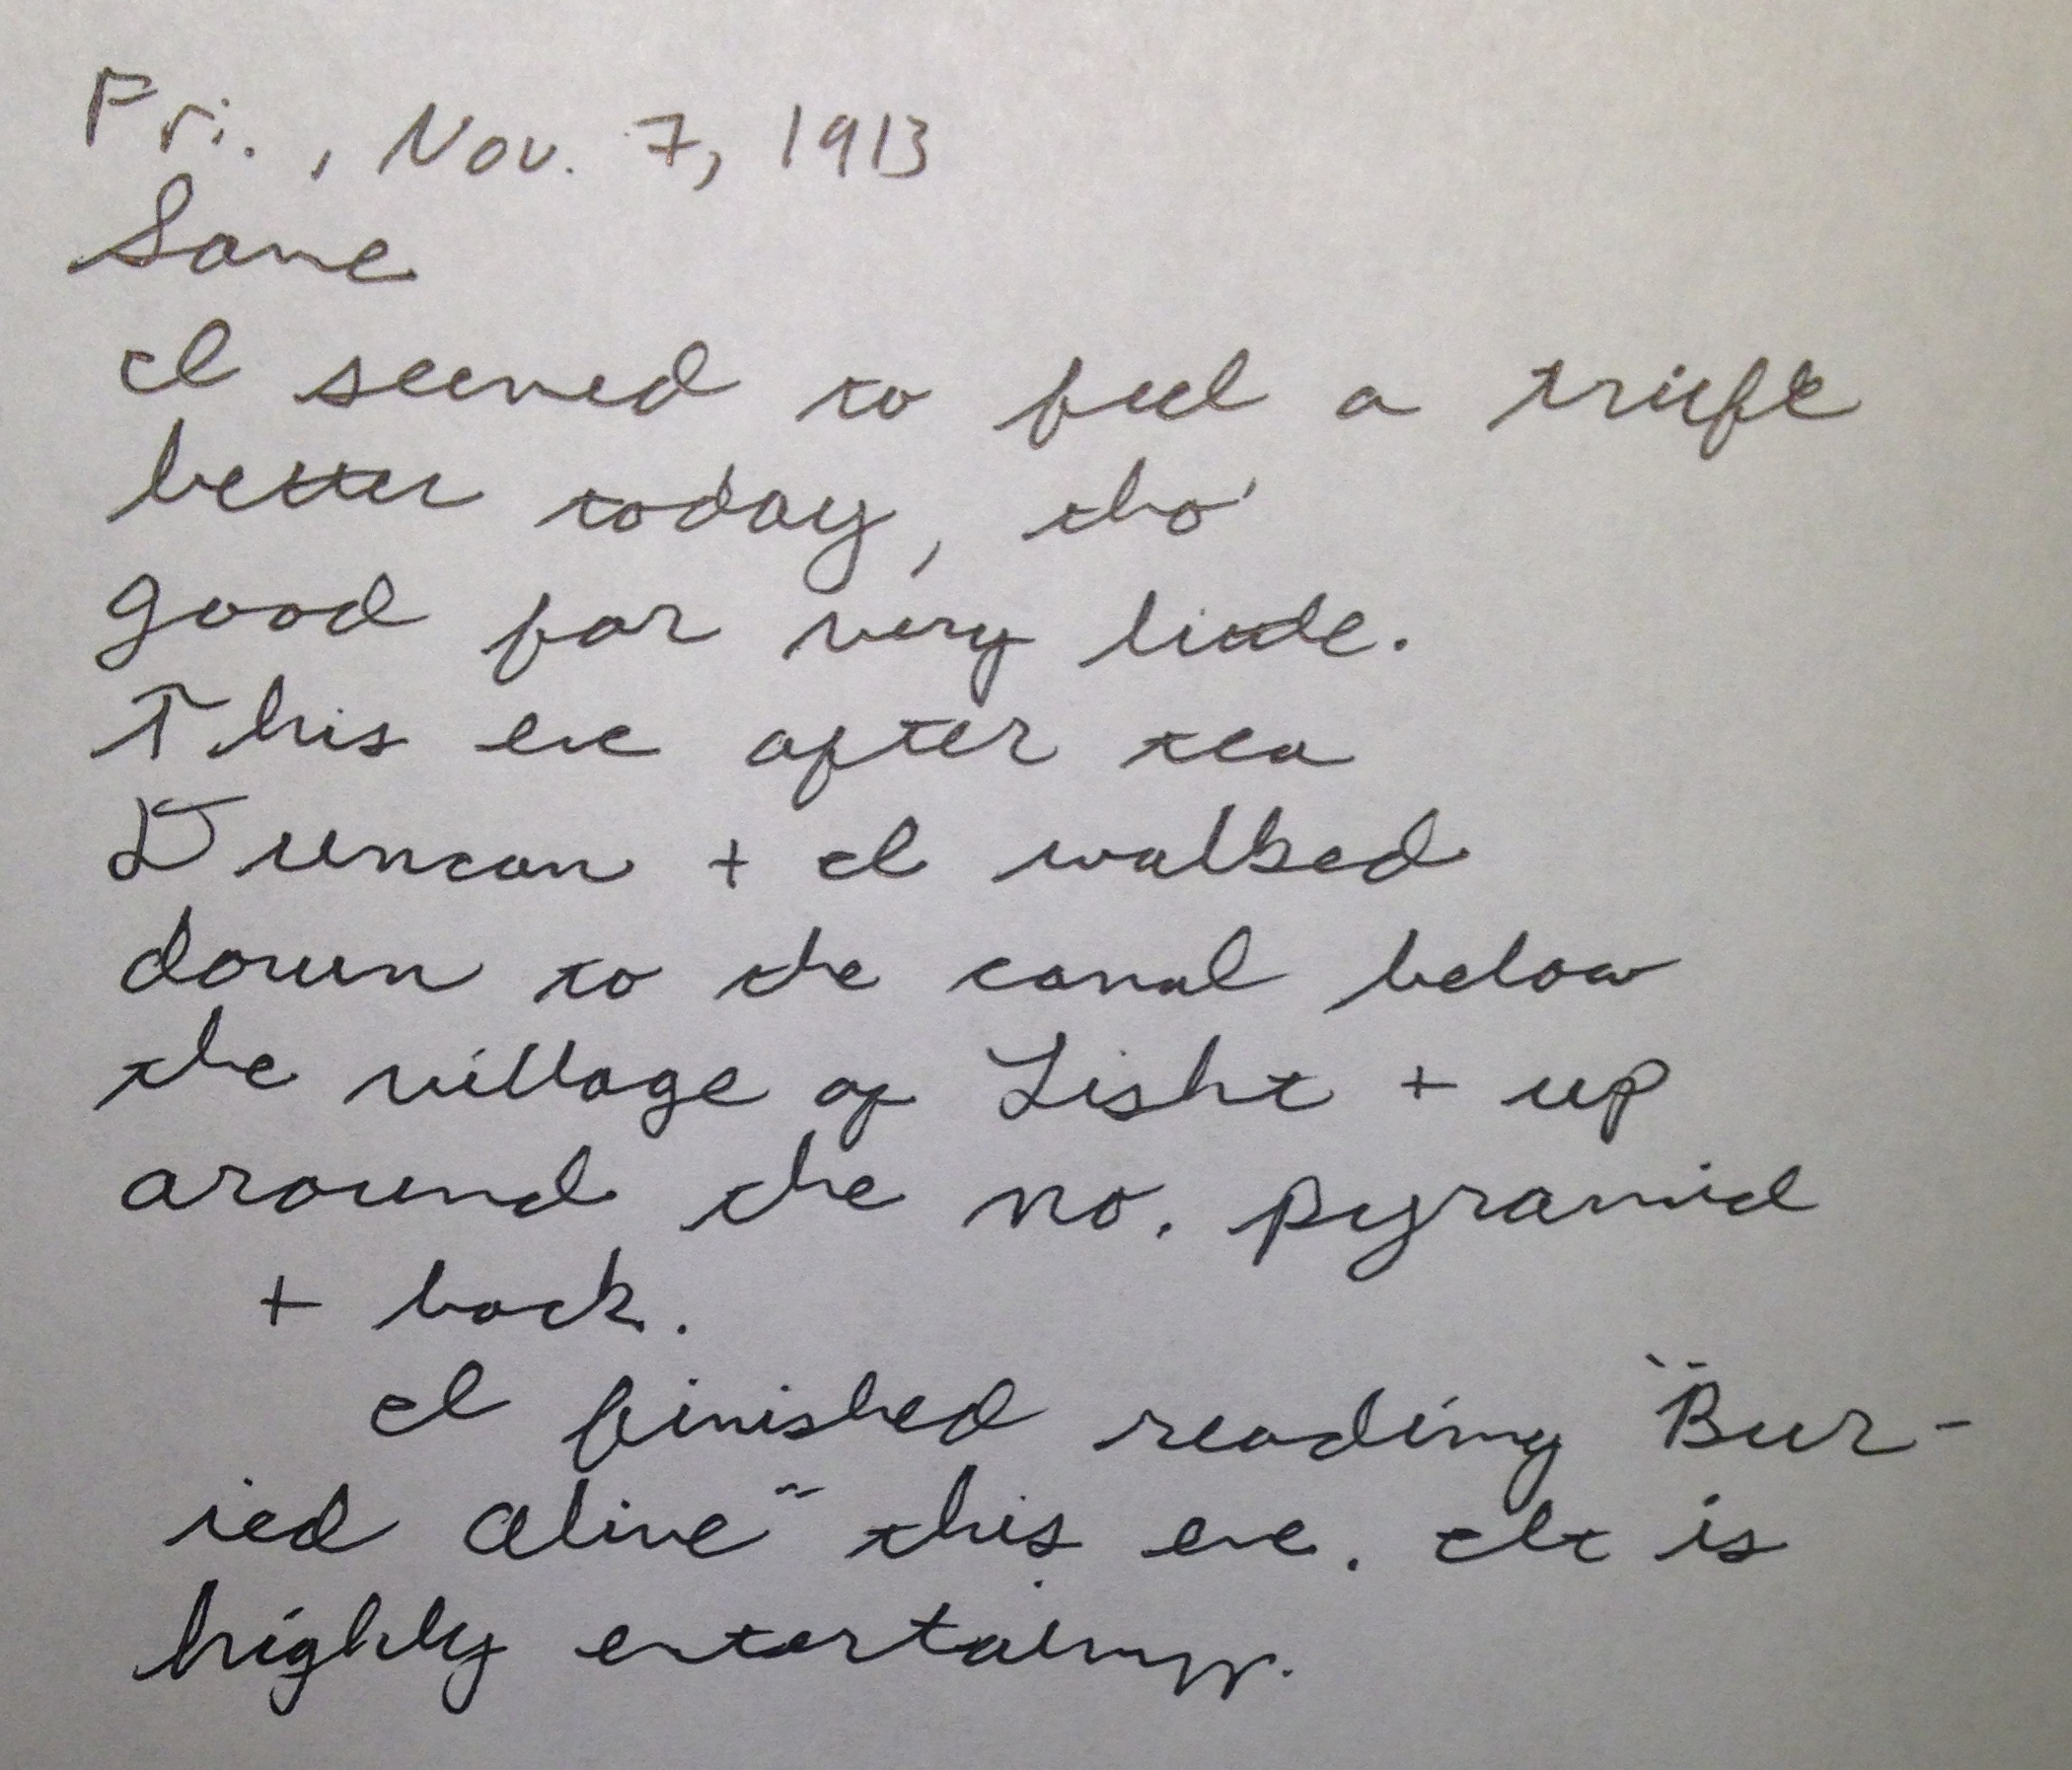 Fri., Nov. 7, 1913
Same
I seemed to feel a trifle
better today, tho'
good for very little.
This eve after tea
Duncan + I walked
down to the canal below
the village of Lisht + up
around the no. pyramid
+ back.
I finished reading "Bur-
ied Alive" this eve. It is
highly entertaining.